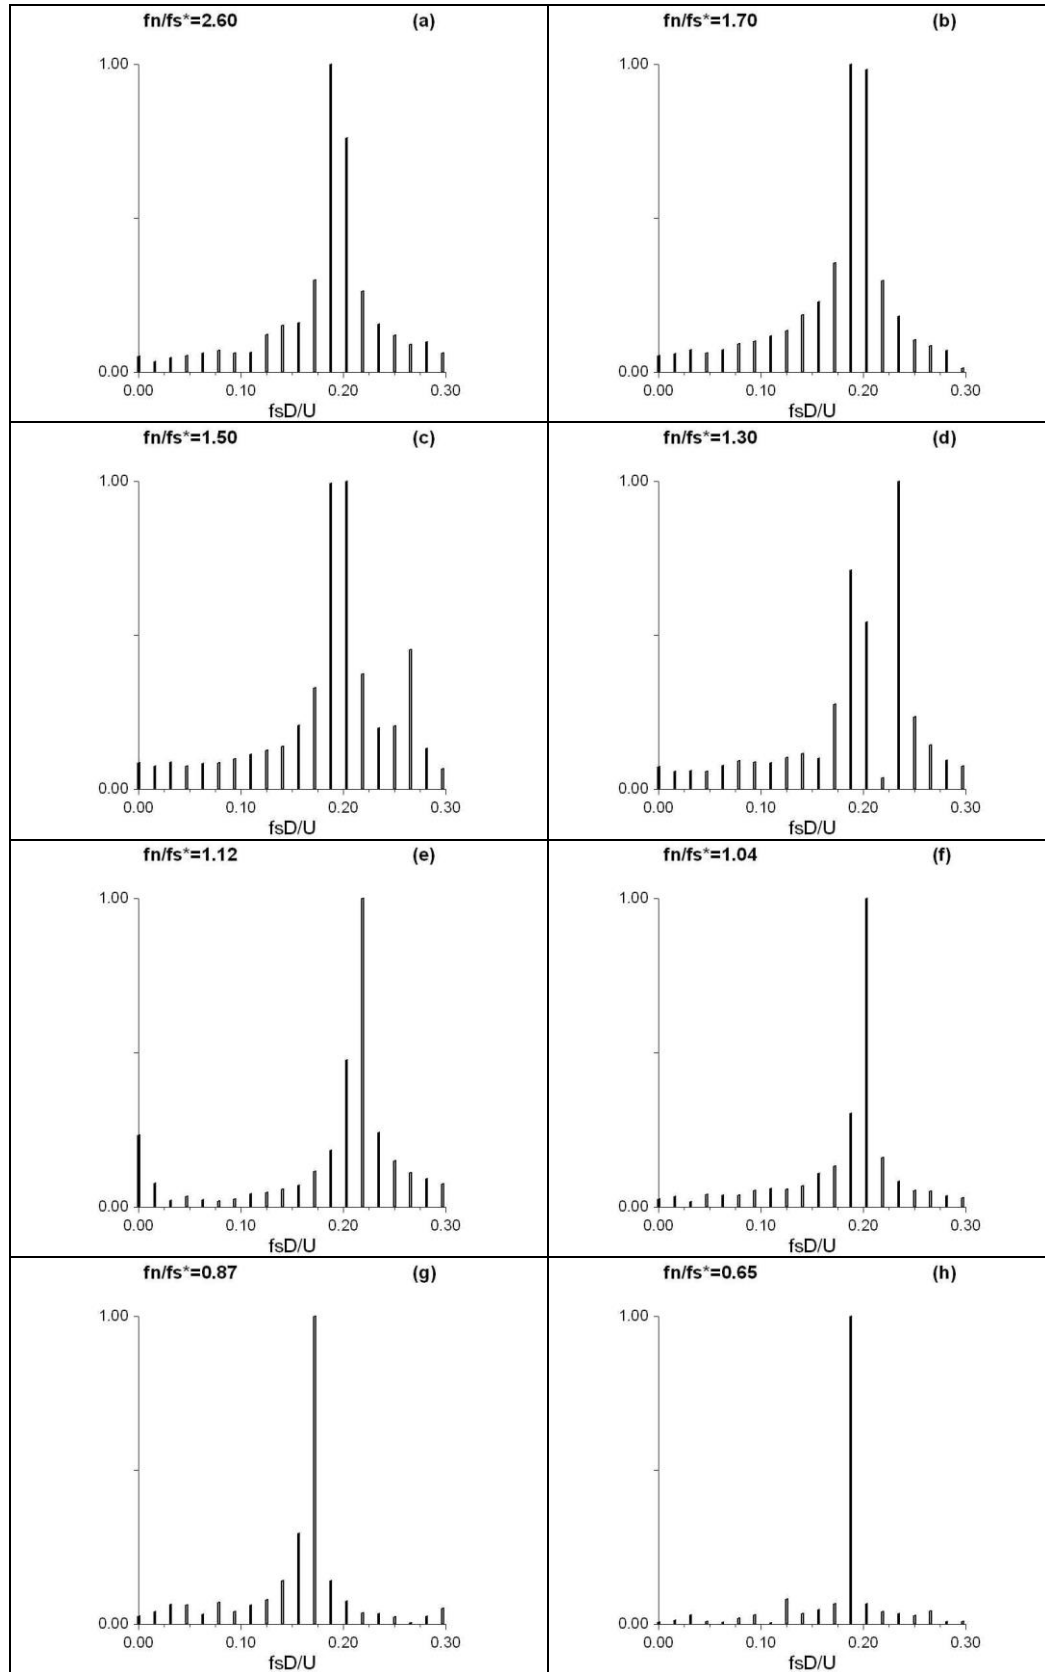 fn/fs*=2.60 (a)
1.00
0.00
0.00 0.10 0.20 0.30
fsD/U
fn/fs*=1.70 (b)
1.00
0.00
0.00 0.10 0.20 0.30
fsD/U
fn/fs*=1.50 (c)
1.00
0.00
0.00 0.10 0.20 0.30
fsD/U
fn/fs*=1.30 (d)
1.00
0.00
0.00 0.10 0.20 0.30
fsD/U
fn/fs*=1.12 (e)
1.00
0.00
0.00 0.10 0.20 0.30
fsD/U
fn/fs*=1.04 (f)
1.00
0.00
0.00 0.10 0.20 0.30
fsD/U
fn/fs*=0.87 (g)
1.00
0.00
0.00 0.10 0.20 0.30
fsD/U
fn/fs*=0.65 (h)
1.00
0.00
0.00 0.10 0.20 0.30
fsD/U